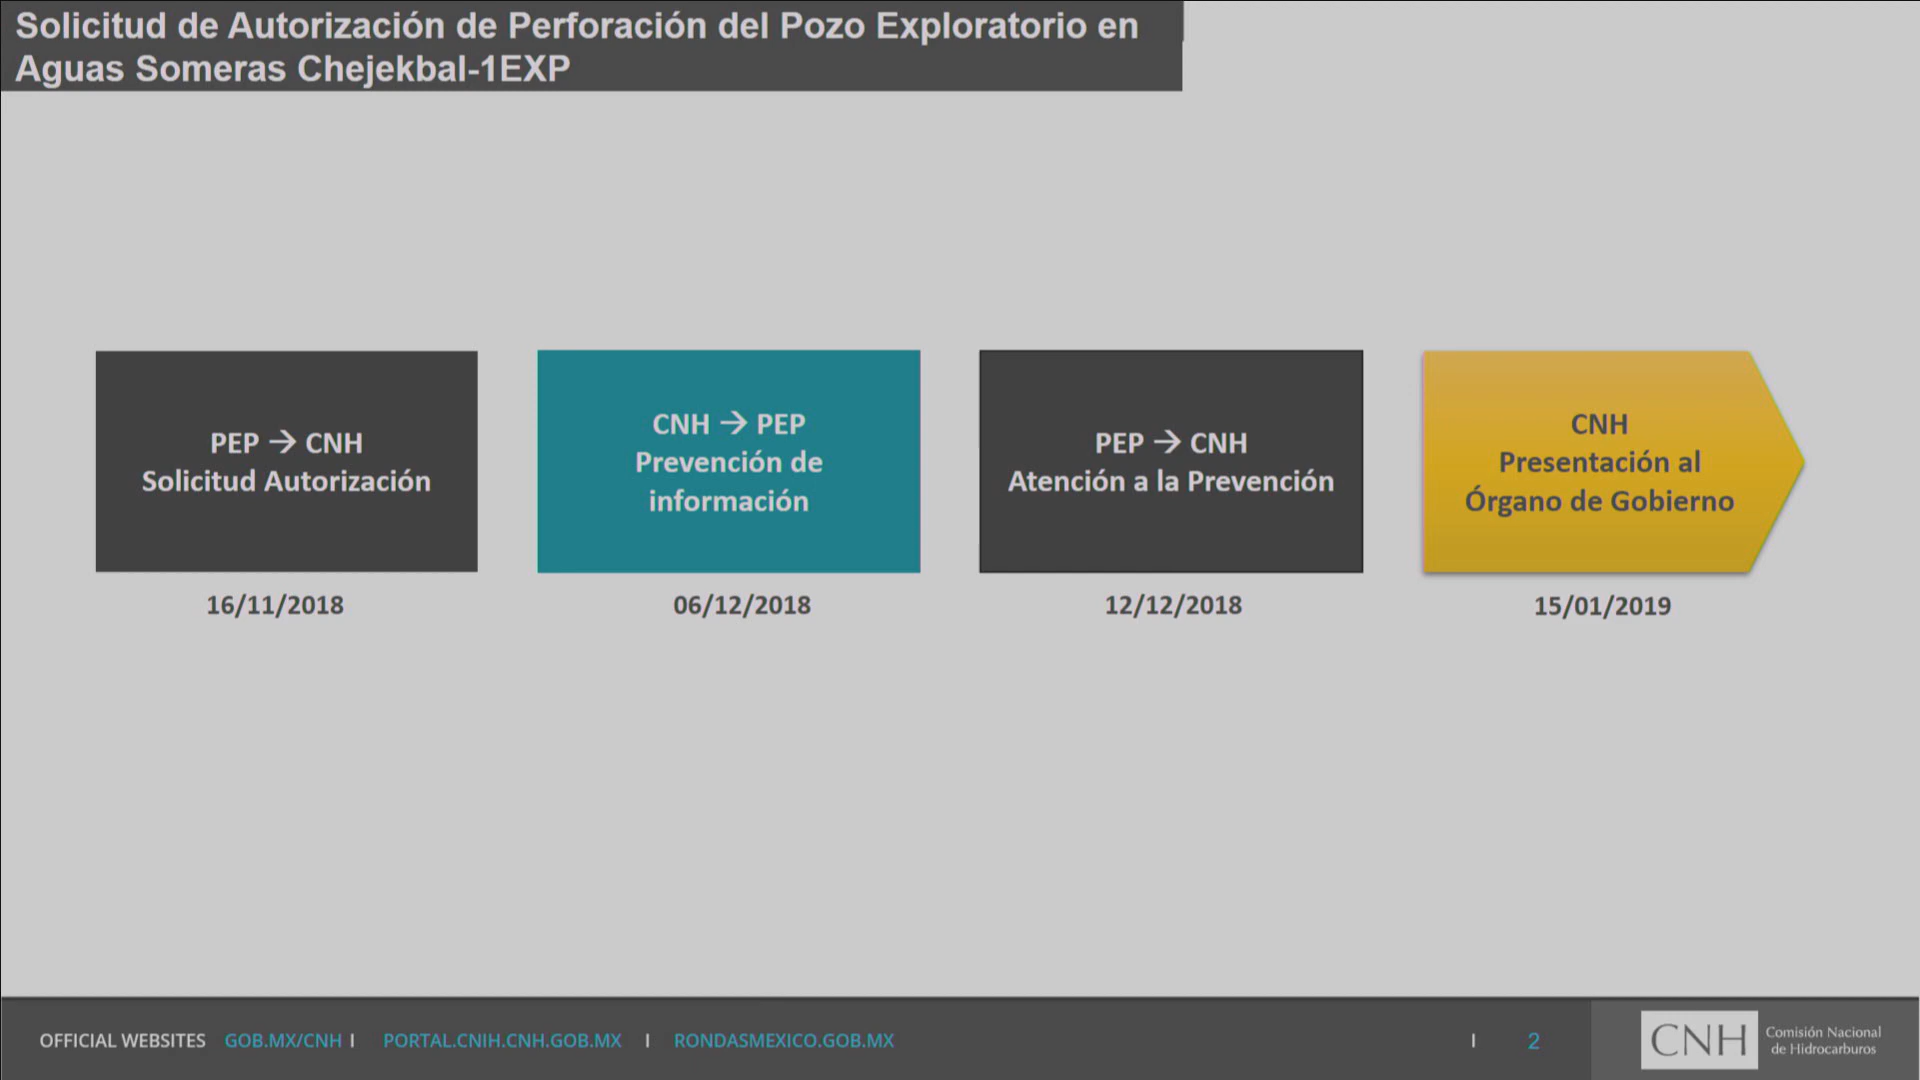 Solicitud de Autorización de Perforación del Pozo Exploratorio en
Aguas Someras Chejekbal-1EXP
PEP → CNH
Solicitud Autorización
16/11/2018
CNH → PEP
Prevención de
información
06/12/2018
PEP → CNH
Atención a la Prevención
12/12/2018
CNH
Presentación al
Órgano de Gobierno
15/01/2019
OFFICIAL WEBSITES GOB.MX/CNH I PORTAL.CNIH.CNH.GOB.MX I RONDASMEXICO.GOB.MX
I 2
CNH
Comisión Nacional
de Hidrocarburos